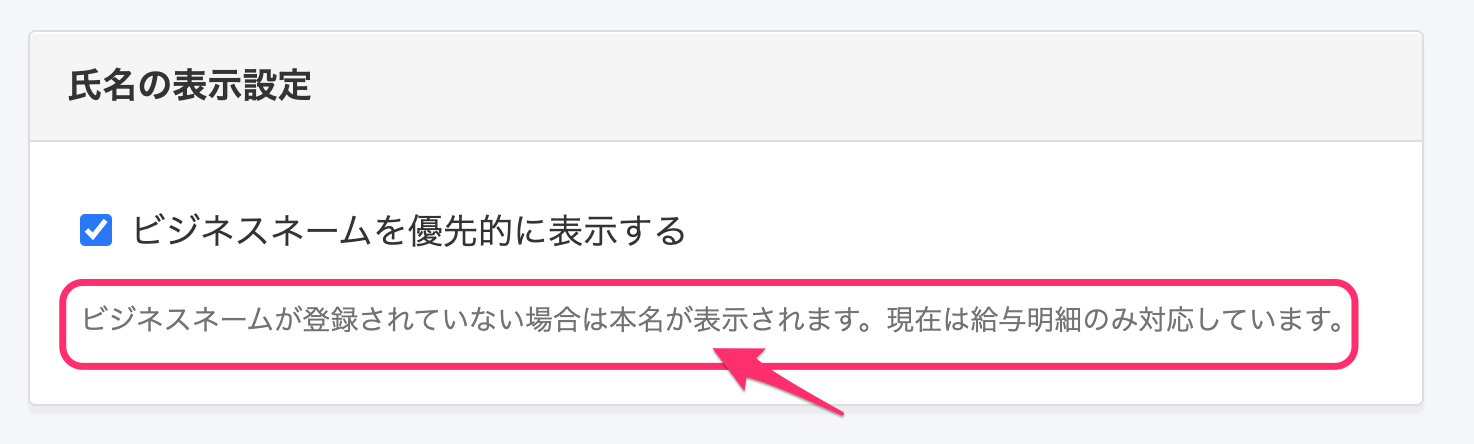 氏名の表示設定
ビジネスネームを優先的に表示する
ビジネスネームが登録されていない場合は本名が表示されます。現在は給与明細のみ対応しています。